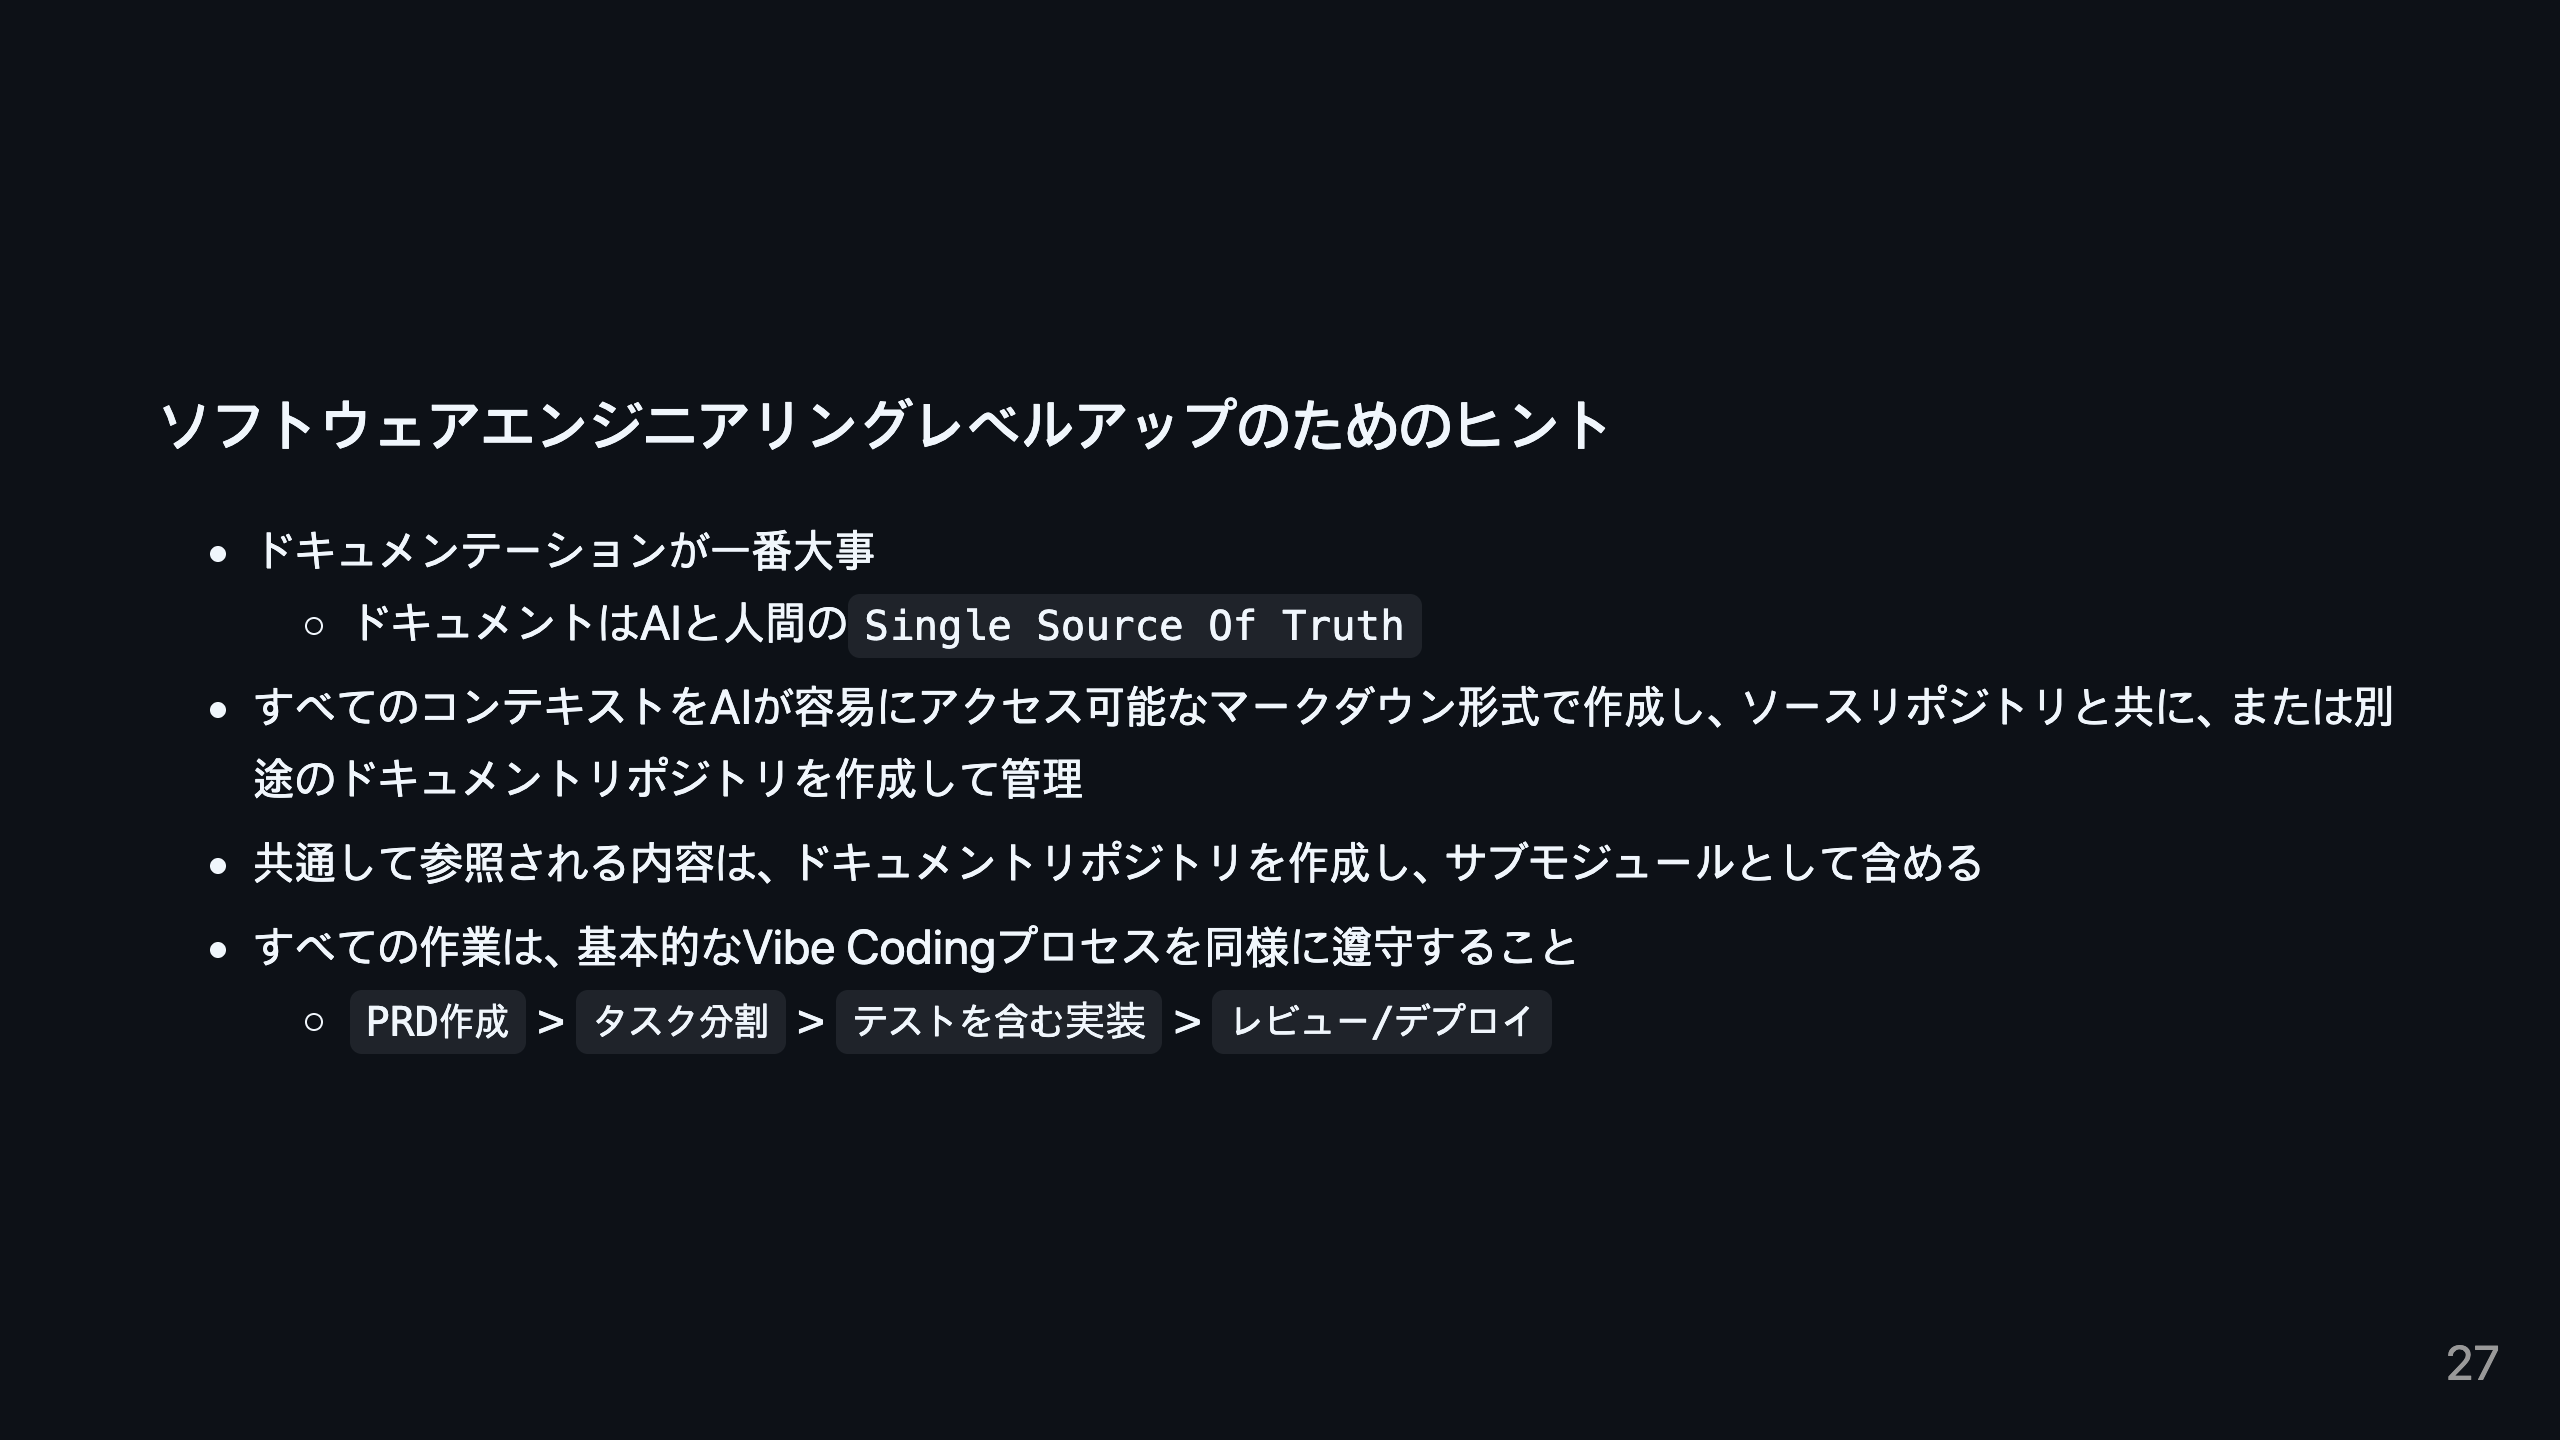 ソフトウェアエンジニアリングレベルアップのためのヒント
ドキュメンテーションが一番大事
ドキュメントはAIと人間のSingle Source Of Truth
すべてのコンテキストをAIが容易にアクセス可能なマークダウン形式で作成し、ソースリポジトリと共に、または別
途のドキュメントリポジトリを作成して管理
共通して参照される内容は、ドキュメントリポジトリを作成し、サブモジュールとして含める
すべての作業は、基本的なVibe Codingプロセスを同様に遵守すること
PRD作成 > タスク分割 > テストを含む実装 > レビュー/デプロイ
27